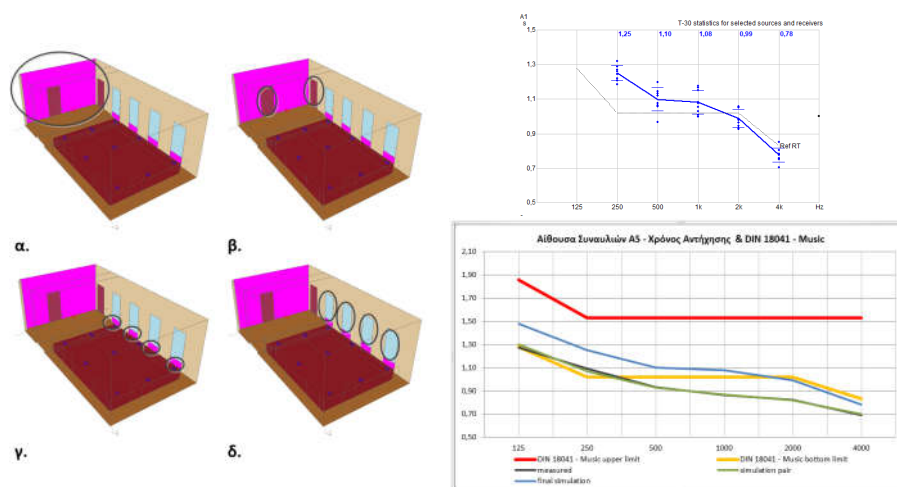 α.
β.
γ.
δ.
A1
s
T-30 statistics for selected sources and receivers
1,25 1,10 1,08 0,99 0,78
1,5
1,3
1,1
0,9
0,7
0,5
Ref RT
125 250 500 1k 2k 4k Hz
Αίθουσα Συναυλιών Α5 - Χρόνος Αντήχησης & DIN 18041 - Music
2,10
1,90
1,70
1,50
1,30
1,10
0,90
0,70
0,50
125 250 500 1000 2000 4000
DIN 18041 - Music upper limit DIN 18041 - Music bottom limit
measured simulation pair
final simulation